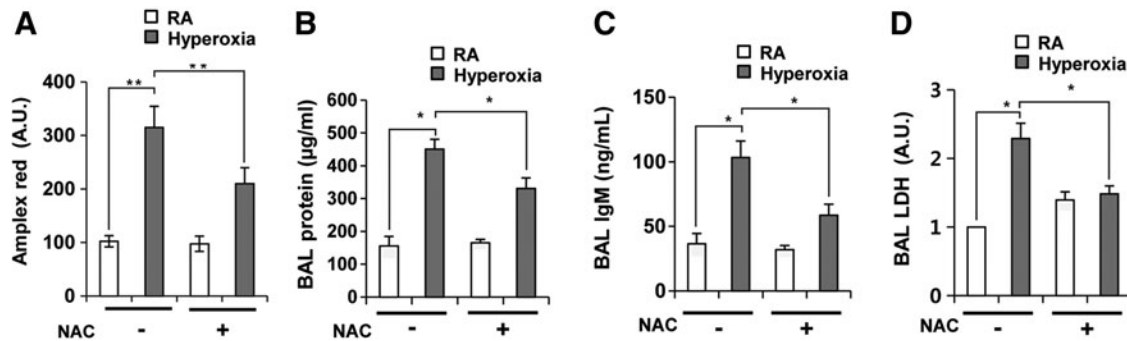 A
RA
Hyperoxia
**
**
Amplex red (A.U.)
400
300
200
100
0
NAC
-
+
B
RA
Hyperoxia
*
*
BAL protein (µg/ml)
600
500
400
300
200
100
0
NAC
-
+
C
RA
Hyperoxia
*
*
BAL IgM (ng/mL)
150
100
50
0
NAC
-
+
D
RA
Hyperoxia
*
*
BAL LDH (A.U.)
3
2
1
0
NAC
-
+